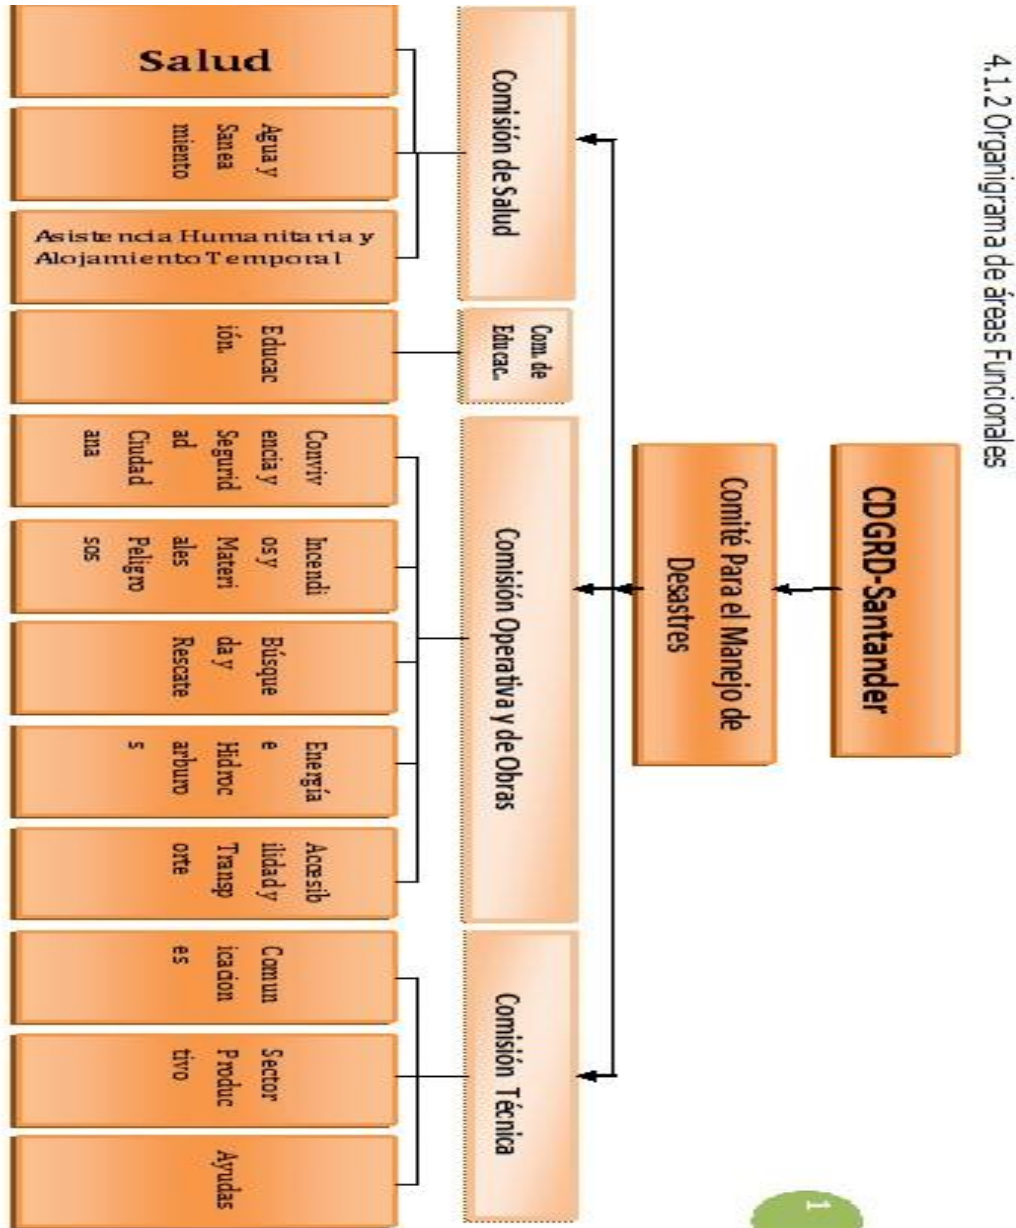 4.1.2 Organigrama de áreas Funcionales
CDGRD-Santander
Comité Para el Manejo de
Desastres
Comisión de Salud
Com. de
Educac..
Comisión Operativa y de Obras
Comisión Técnica
Salud
Agua y
Sanea
miento
Asistencia Humanitaria y
Alojamiento Temporal
Educac
ión.
Conviv
encia y
Segurid
ad
Ciudad
ana
Incendi
os y
Materi
ales
Peligro
sos
Búsque
da y
Rescate
Energía
e
Hidroc
arburo
s
Accesib
ilidad y
Transp
orte
Comun
icacion
es
Sector
Produc
tivo
Ayudas
1